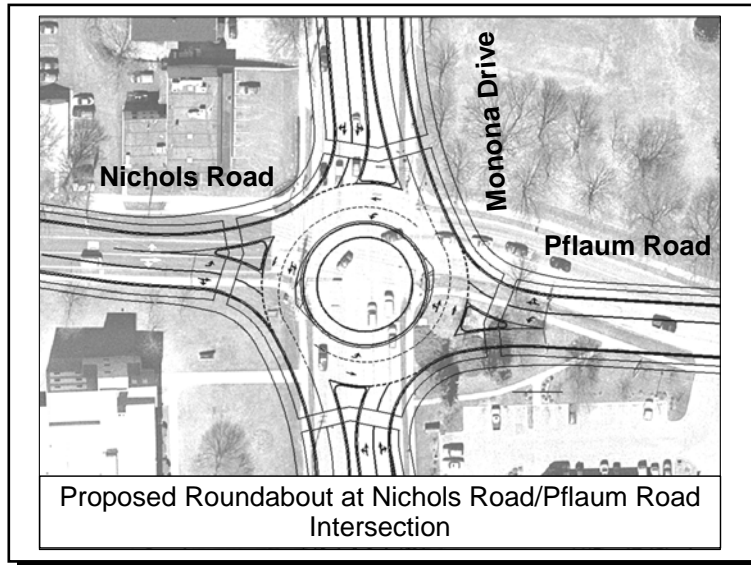 Monona Drive
Nichols Road
Pflaum Road
Proposed Roundabout at Nichols Road/Pflaum Road
Intersection